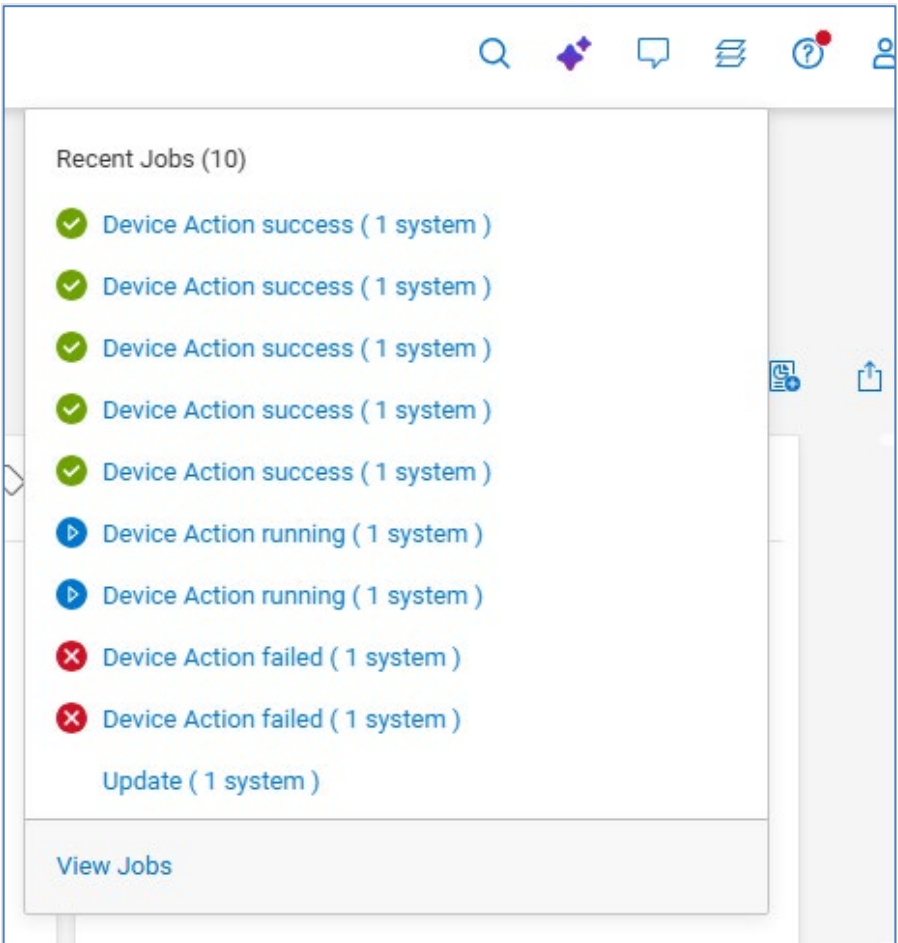 Recent Jobs (10)
Device Action success ( 1 system )
Device Action success ( 1 system )
Device Action success ( 1 system )
Device Action success ( 1 system )
Device Action success ( 1 system )
Device Action running ( 1 system )
Device Action running ( 1 system )
Device Action failed ( 1 system )
Device Action failed ( 1 system )
Update ( 1 system )
View Jobs